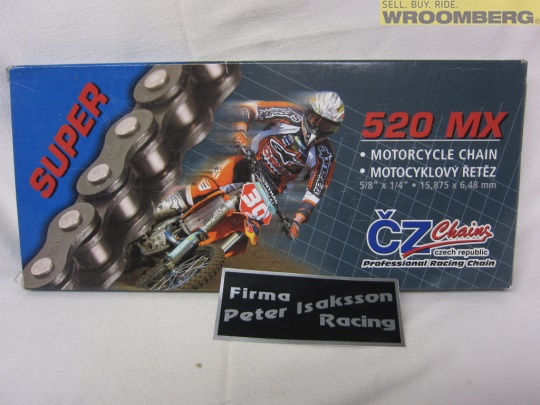 SELL. BUY. RIDE.
WROOMBERG
SUPER
520 MX
• MOTORCYCLE CHAIN
• MOTOCYKLOVÝ ŘETĚZ
5/8" x 1/4" • 15,875 x 6,48 mm
ČZ Chains
czech republic
Professional Racing Chain
30
Firma Isaksson
Peter Racing